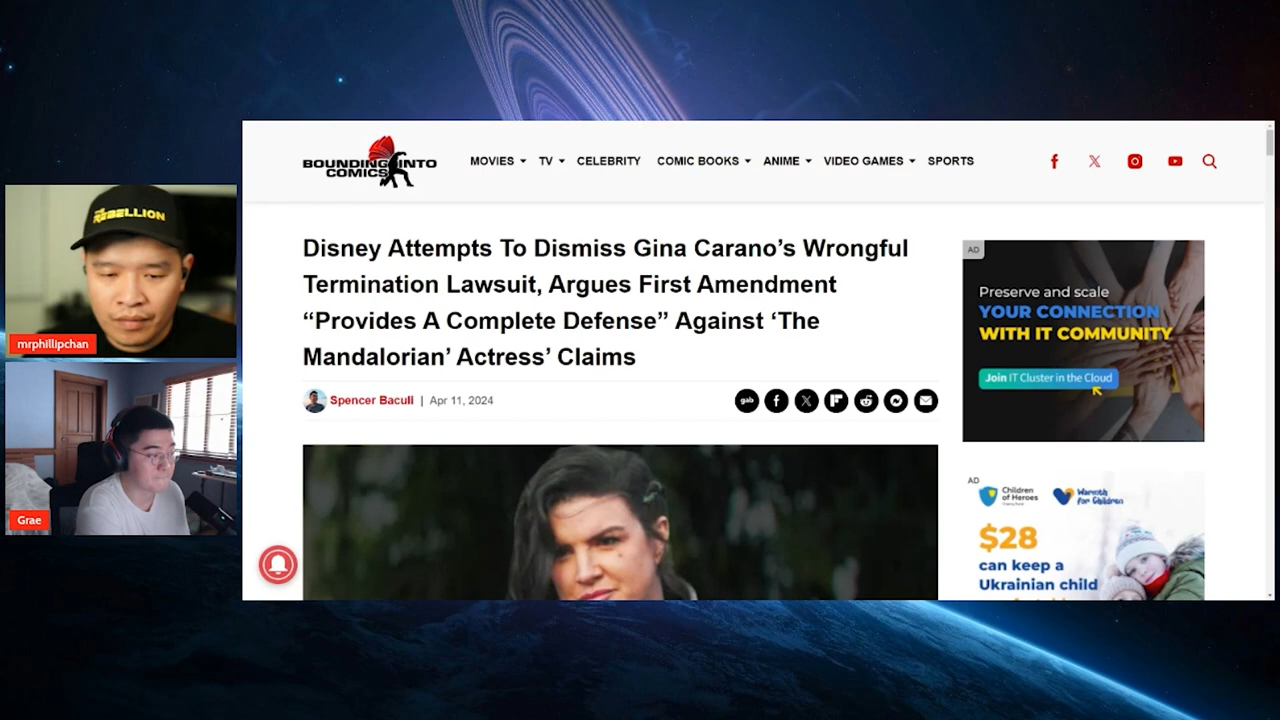 BOUNDING INTO
COMICS
MOVIES TV CELEBRITY COMIC BOOKS ANIME VIDEO GAMES SPORTS
REBELLION
mrphillipchan
Grae
Disney Attempts To Dismiss Gina Carano’s Wrongful
Termination Lawsuit, Argues First Amendment
“Provides A Complete Defense” Against ‘The
Mandalorian’ Actress’ Claims
Spencer Baculi | Apr 11, 2024
gab
AD
Preserve and scale
YOUR CONNECTION
WITH IT COMMUNITY
Join IT Cluster in the Cloud
AD
Children
of Heroes
Warmth
for Children
$28
can keep a
Ukrainian child